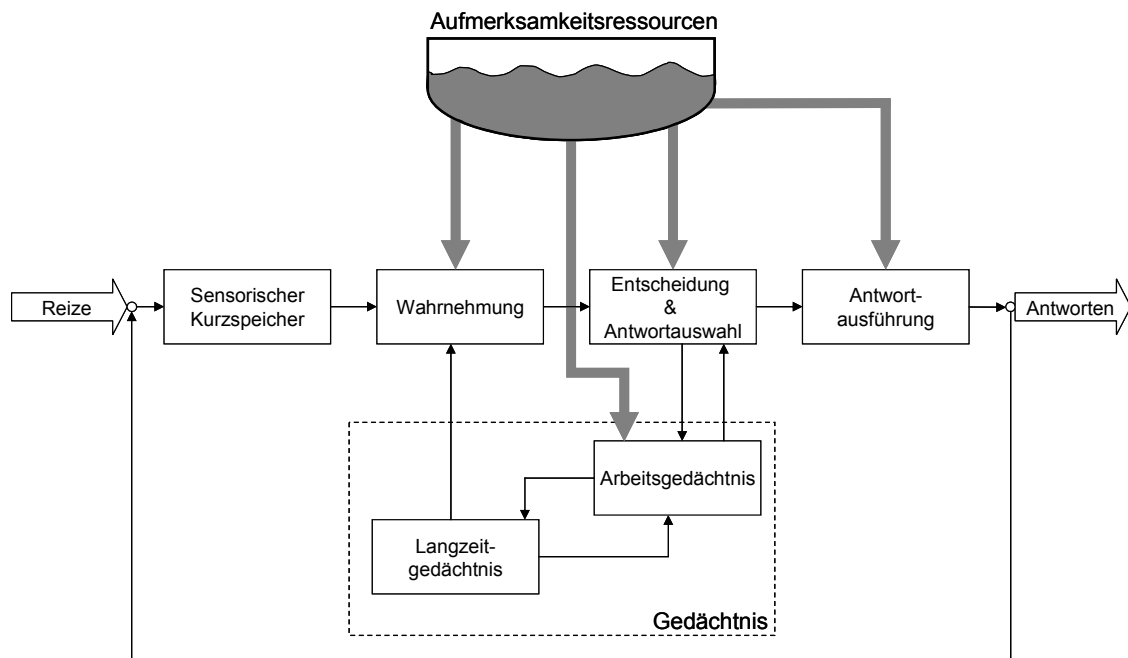 Aufmerksamkeitsressourcen
Reize
Sensorischer
Kurzspeicher
Wahrnehmung
Entscheidung
&
Antwortauswahl
Antwort-
ausführung
Antworten
Arbeitsgedächtnis
Langzeit-
gedächtnis
Gedächtnis